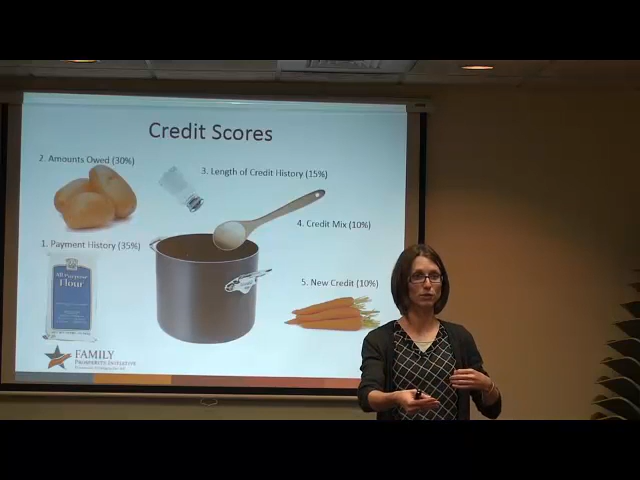 Credit Scores
2. Amounts Owed (30%)
3. Length of Credit History (15%)
4. Credit Mix (10%)
1. Payment History (35%)
5. New Credit (10%)
All Purpose
Flour
FAMILY
PROSPERITY INITIATIVE